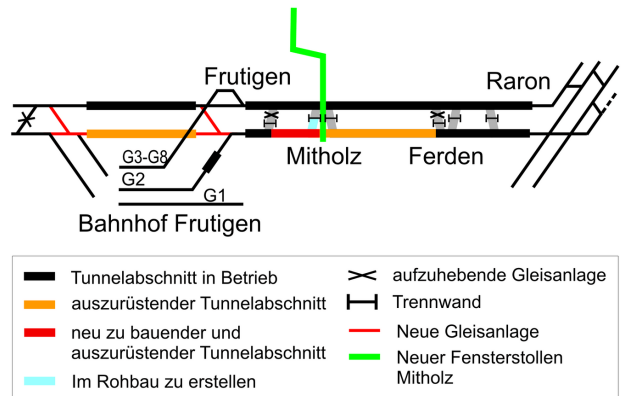 Frutigen
Raron
Mitholz
Ferden
G3-G8
G2
G1
Bahnhof Frutigen
Tunnelabschnitt in Betrieb
auszurüstender Tunnelabschnitt
neu zu bauender und
auszurüstender Tunnelabschnitt
Im Rohbau zu erstellen
aufzuhebende Gleisanlage
Trennwand
Neue Gleisanlage
Neuer Fensterstollen
Mitholz